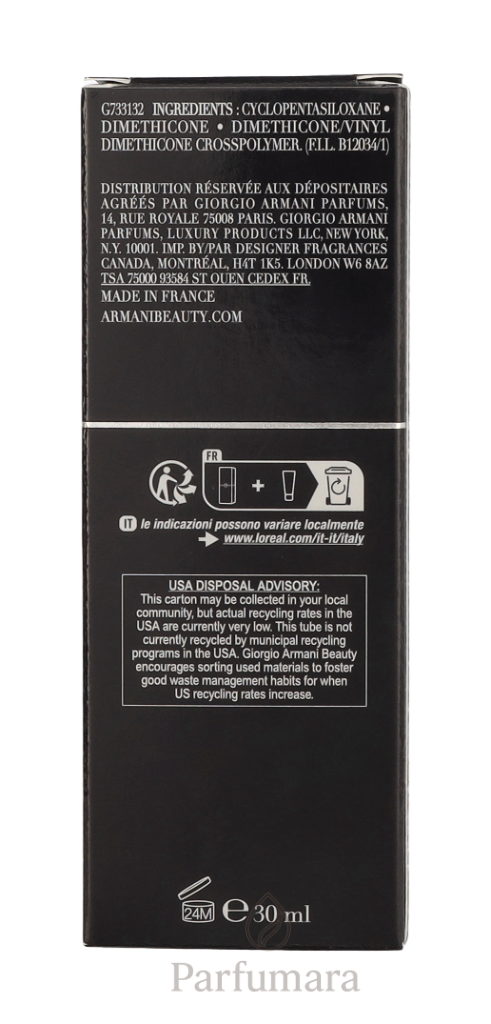 G733132 INGREDIENTS : CYCLOPENTASILOXANE •
DIMETHICONE • DIMETHICONE/VINYL
DIMETHICONE CROSSPOLYMER. (F.I.L. B12034/1)
DISTRIBUTION RÉSERVÉE AUX DÉPOSITAIRES
AGRÉÉS PAR GIORGIO ARMANI PARFUMS,
14, RUE ROYALE 75008 PARIS. GIORGIO ARMANI
PARFUMS, LUXURY PRODUCTS LLC, NEW YORK,
N.Y. 10001. IMP. BY/PAR DESIGNER FRAGRANCES
CANADA, MONTRÉAL, H4T 1K5. LONDON W6 8AZ
TSA 75000 93584 ST OUEN CEDEX FR.
MADE IN FRANCE
ARMANIBEAUTY.COM
FR
+
IT le indicazioni possono variare localmente
www.loreal.com/it-it/italy
USA DISPOSAL ADVISORY:
This carton may be collected in your local
community, but actual recycling rates in the
USA are currently very low. This tube is not
currently recycled by municipal recycling
programs in the USA. Giorgio Armani Beauty
encourages sorting used materials to foster
good waste management habits for when
US recycling rates increase.
24M ℮ 30 ml
Parfumara